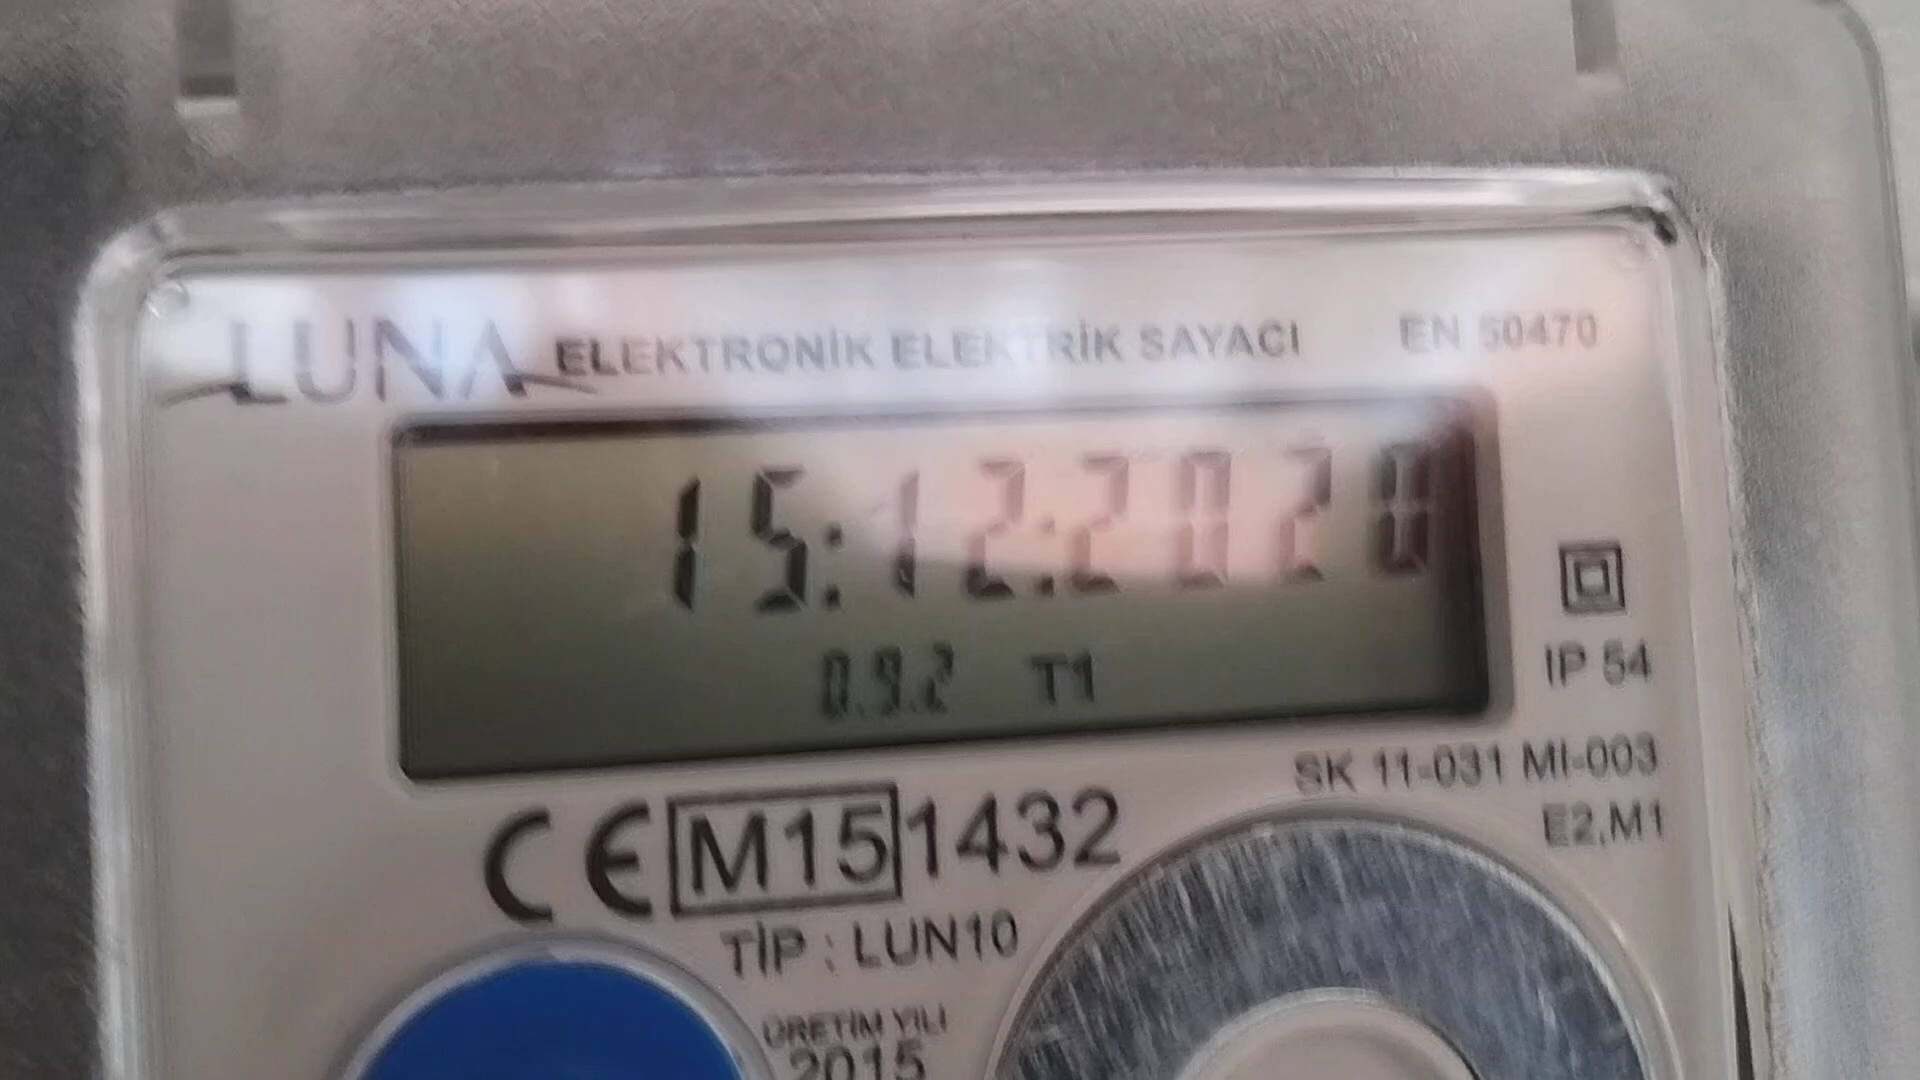 LUNA ELEKTRONİK ELEKTRİK SAYACI EN 50470
15:12:2020
0.9.2 T1
IP 54
SK 11-031 MI-003
E2,M1
CE M15 1432
TİP : LUN10
ÜRETİM YILI
2015